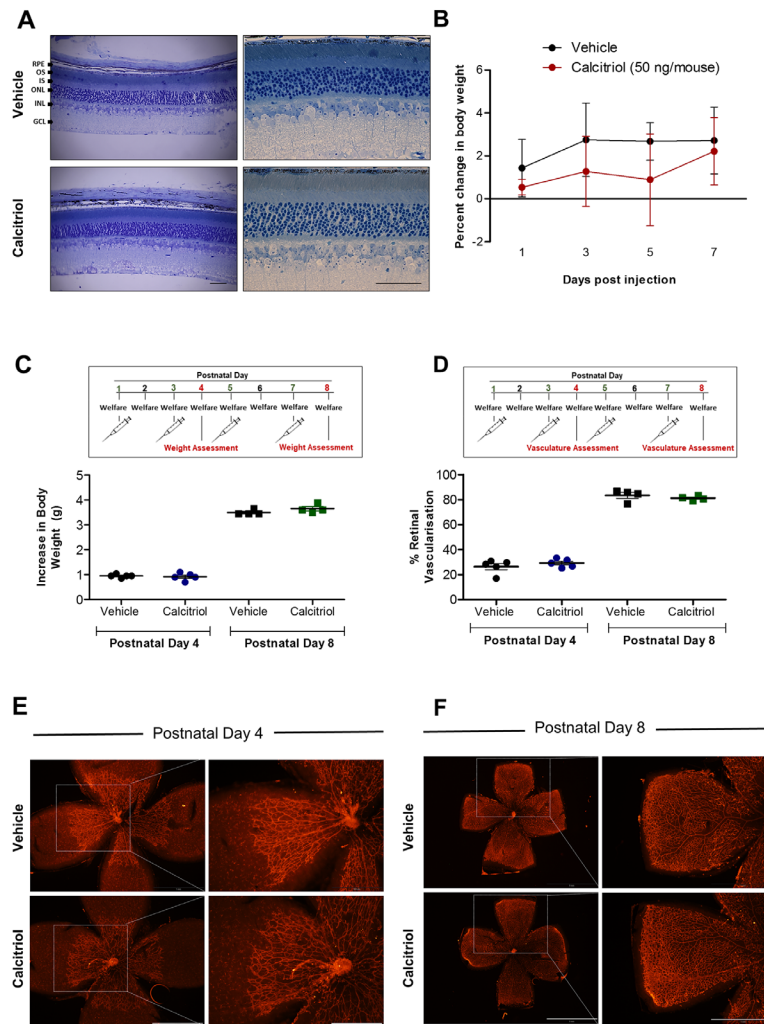 A
Vehicle
RPE
OS
IS
ONL
INL
GCL
Calcitriol
B
Vehicle
Calcitriol (50 ng/mouse)
Percent change in body weight
6
4
2
0
-2
1 3 5 7
Days post injection
C
Postnatal Day
1 2 3 4 5 6 7 8
Welfare Welfare Welfare Welfare Welfare Welfare Welfare Welfare
Weight Assessment Weight Assessment
Increase in Body
Weight (g)
5
4
3
2
1
0
Vehicle Calcitriol Vehicle Calcitriol
Postnatal Day 4 Postnatal Day 8
D
Postnatal Day
1 2 3 4 5 6 7 8
Welfare Welfare Welfare Welfare Welfare Welfare Welfare Welfare
Vasculature Assessment Vasculature Assessment
% Retinal
Vascularisation
100
80
60
40
20
0
Vehicle Calcitriol Vehicle Calcitriol
Postnatal Day 4 Postnatal Day 8
E
Postnatal Day 4
Vehicle
Calcitriol
F
Postnatal Day 8
Vehicle
Calcitriol